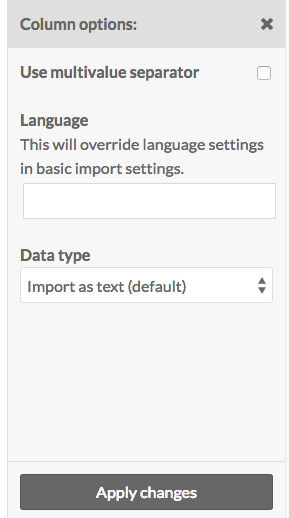 Column options:
Use multivalue separator
Language
This will override language settings
in basic import settings.
Data type
Import as text (default)
Apply changes